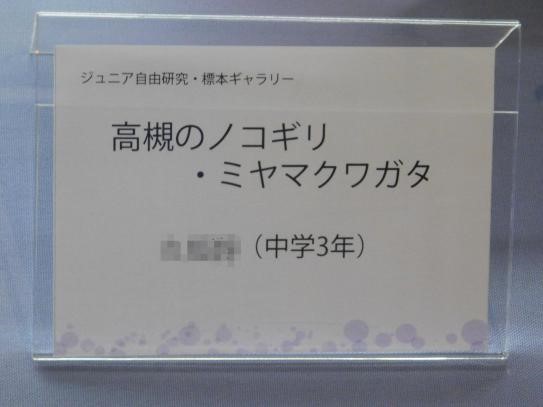 ジュニア自由研究・標本ギャラリー
高槻のノコギリ
・ミヤマクワガタ
（中学3年）